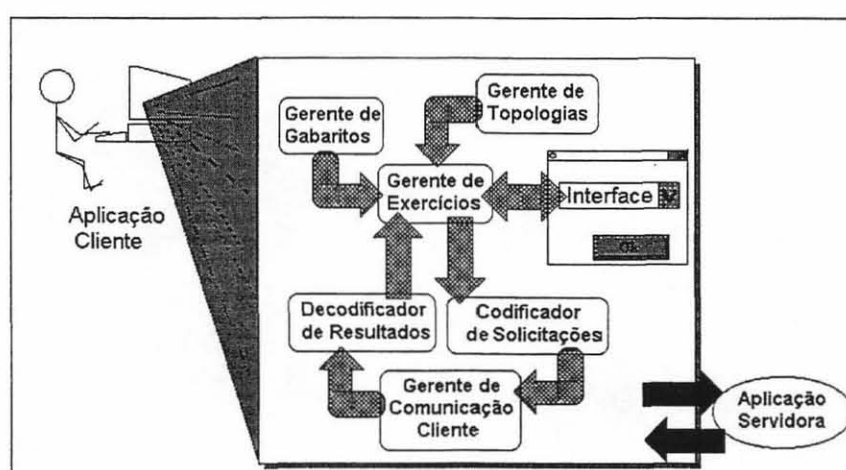 Gerente de
Topologias
Gerente de
Gabaritos
Gerente de
Exercícios
Interface
Ok
Aplicação
Cliente
Decodificador
de Resultados
Codificador
de Solicitações
Gerente de
Comunicação
Cliente
Aplicação
Servidora